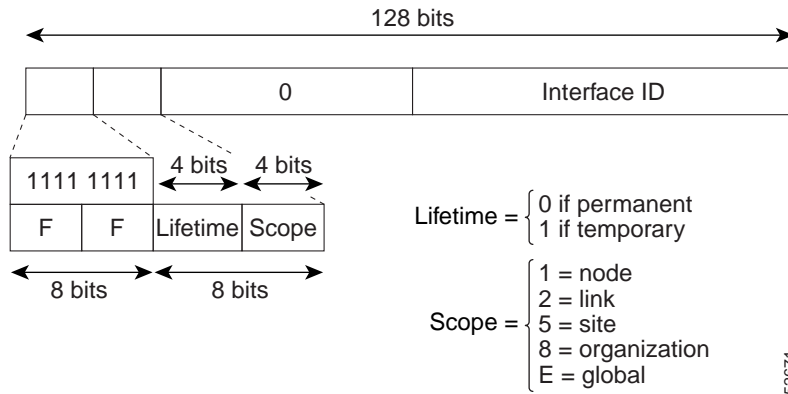 128 bits
0 Interface ID
4 bits 4 bits
1111 1111
F F Lifetime Scope
8 bits 8 bits
Lifetime = { 0 if permanent
1 if temporary
Scope = { 1 = node
2 = link
5 = site
8 = organization
E = global